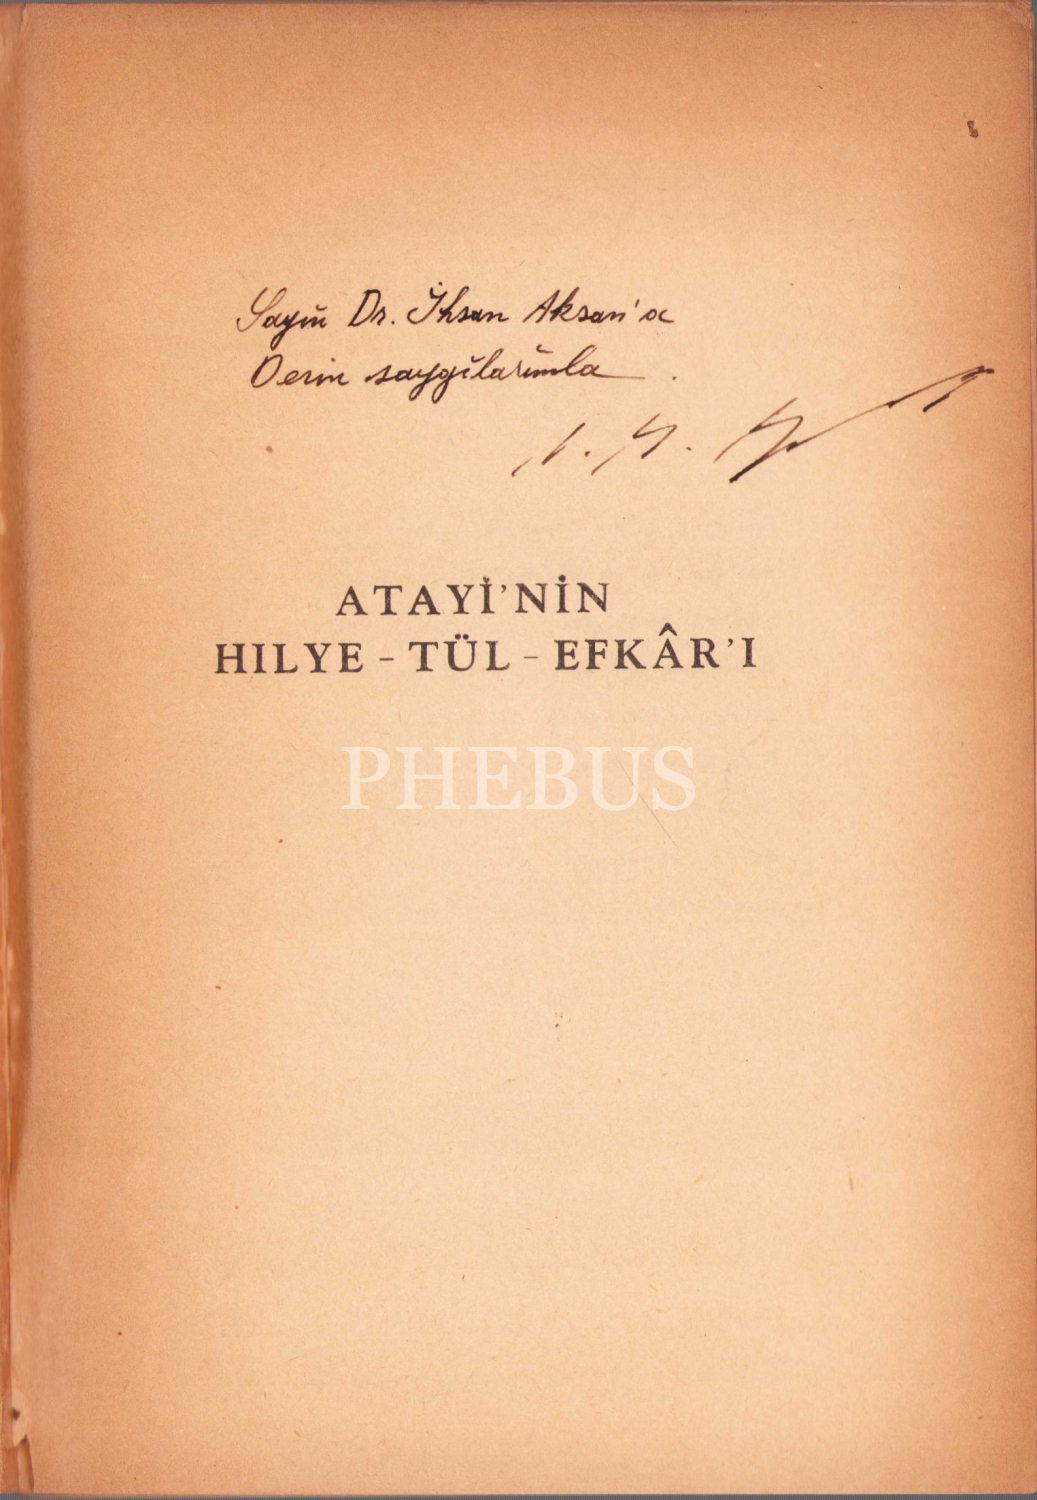 Sayın Dr. İhsan Aksan'a
Derin saygılarımla
ATAYİ'NİN
HILYE - TÜL - EFKÂR'I
PHEBUS